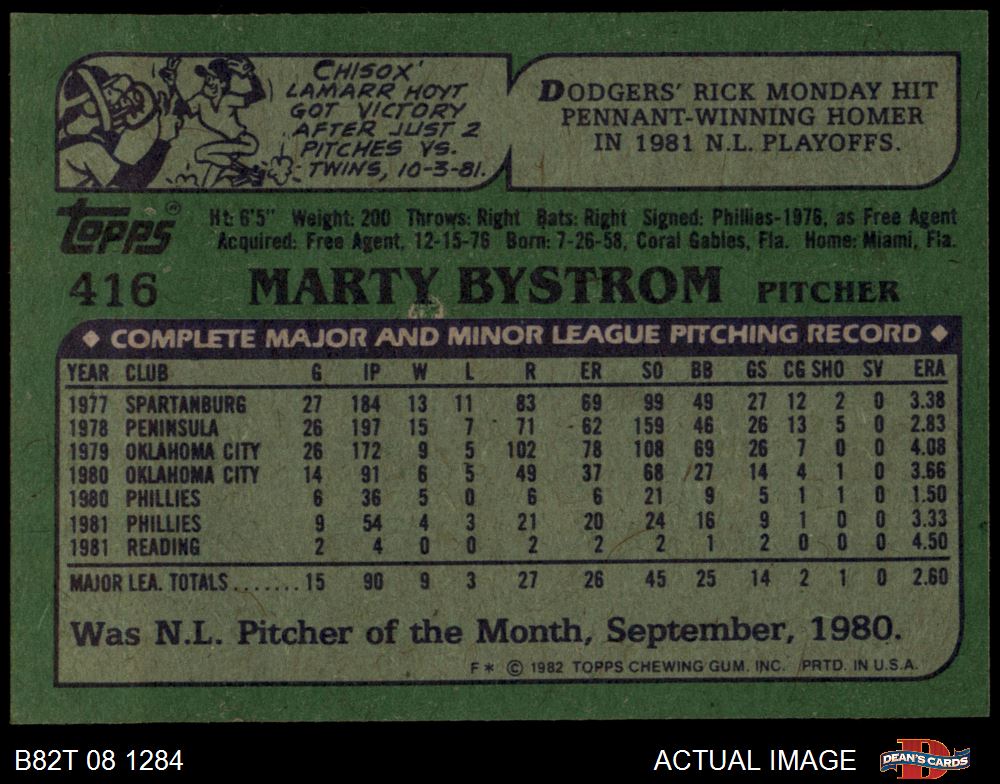 CHISOX'
LAMARR HOYT
GOT VICTORY
AFTER JUST 2
PITCHES VS.
TWINS, 10-3-81.
DODGERS' RICK MONDAY HIT
PENNANT-WINNING HOMER
IN 1981 N.L. PLAYOFFS.
Topps®
Ht: 6'5" Weight: 200 Throws: Right Bats: Right Signed: Phillies-1976, as Free Agent
Acquired: Free Agent, 12-15-76 Born: 7-26-58, Coral Gables, Fla. Home: Miami, Fla.
416 MARTY BYSTROM PITCHER
◆ COMPLETE MAJOR AND MINOR LEAGUE PITCHING RECORD ◆
YEAR CLUB G IP W L R ER SO BB GS CG SHO SV ERA
1977 SPARTANBURG 27 184 13 11 83 69 99 49 27 12 2 0 3.38
1978 PENINSULA 26 197 15 7 71 62 159 46 26 13 5 0 2.83
1979 OKLAHOMA CITY 26 172 9 5 102 78 108 69 26 7 0 0 4.08
1980 OKLAHOMA CITY 14 91 6 5 49 37 68 27 14 4 1 0 3.66
1980 PHILLIES 6 36 5 0 6 6 21 9 5 1 1 0 1.50
1981 PHILLIES 9 54 4 3 21 20 24 16 9 1 0 0 3.33
1981 READING 2 4 0 0 2 2 2 1 2 0 0 0 4.50
MAJOR LEA. TOTALS....... 15 90 9 3 27 26 45 25 14 2 1 0 2.60
Was N.L. Pitcher of the Month, September, 1980.
F* © 1982 TOPPS CHEWING GUM, INC. PRTD. IN U.S.A.
B82T 08 1284
ACTUAL IMAGE
D
DEAN'S CARDS